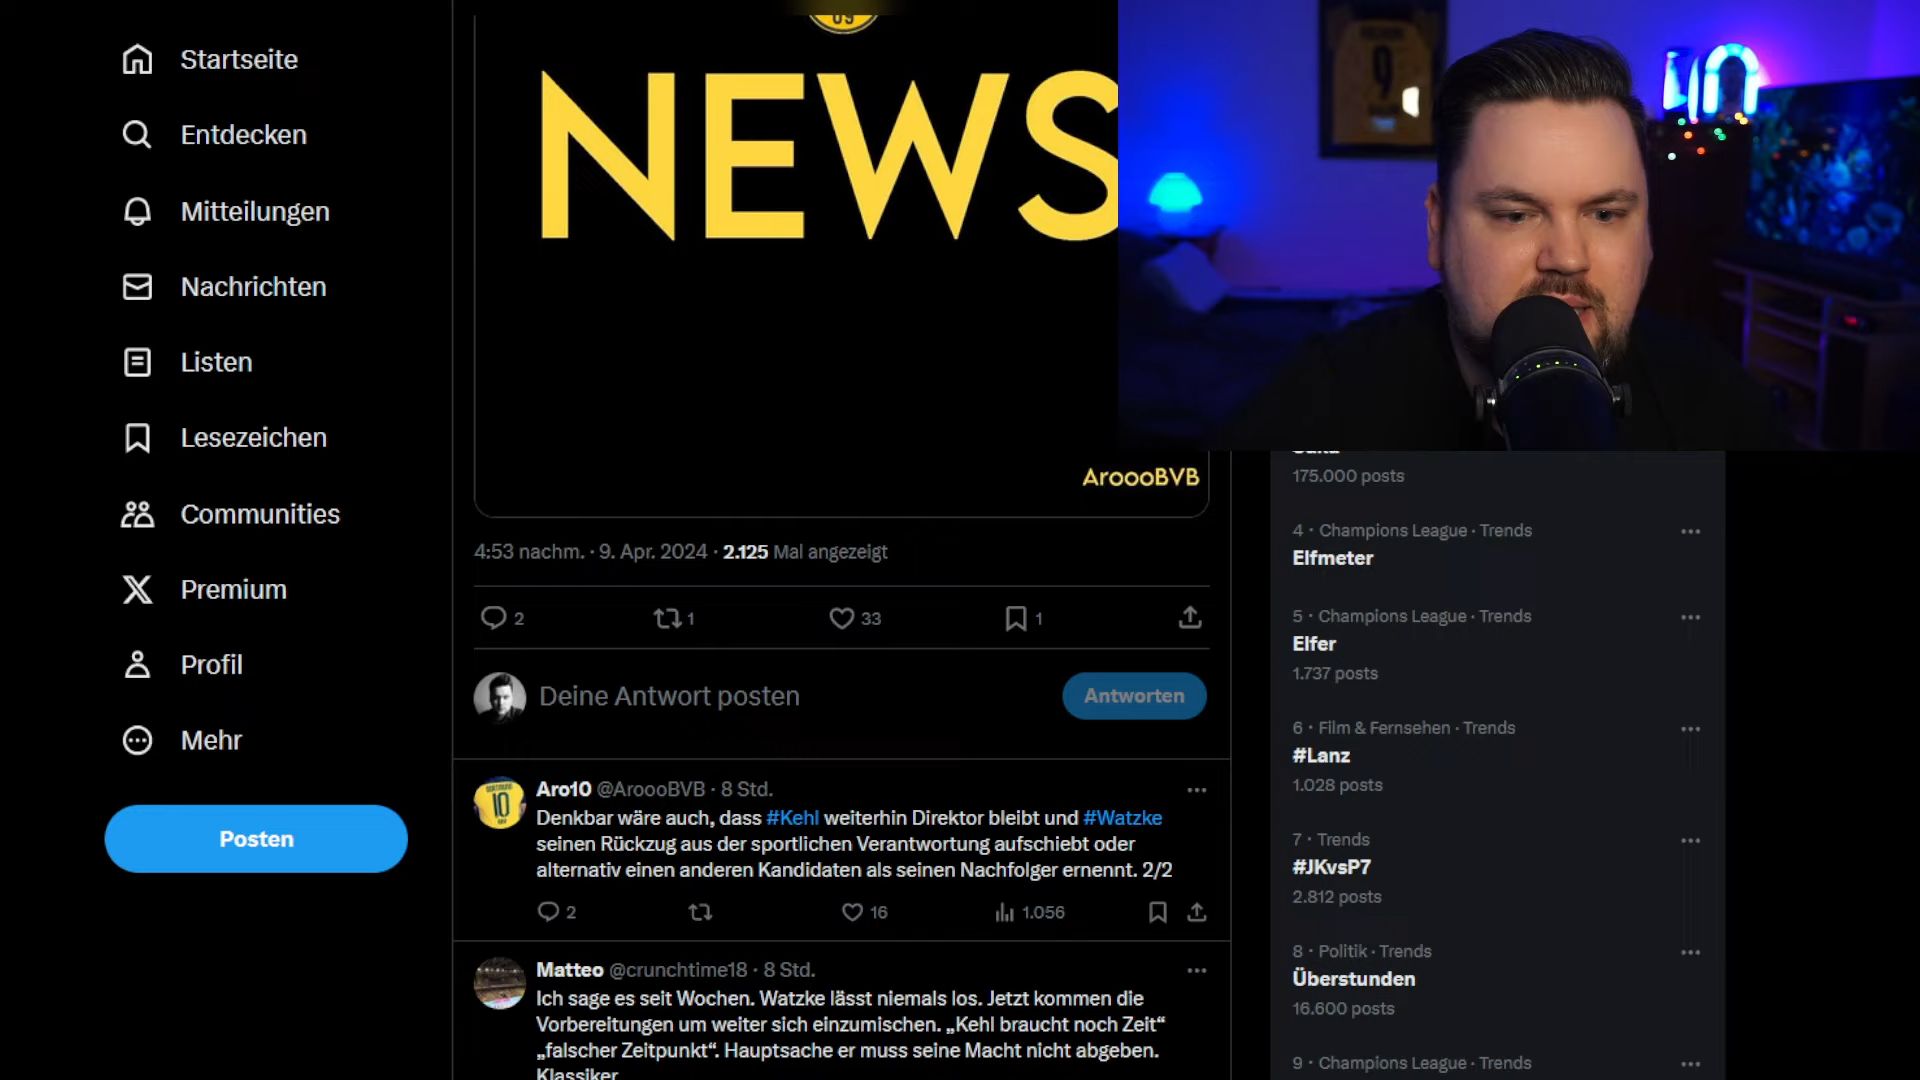 Startseite
Entdecken
Mitteilungen
Nachrichten
Listen
Lesezeichen
Communities
Premium
Profil
Mehr
Posten
09
NEWS
AroooBVB
4:53 nachm. · 9. Apr. 2024 · 2.125 Mal angezeigt
2 1 33 1
Deine Antwort posten
Antworten
Aro10 @AroooBVB · 8 Std.
Denkbar wäre auch, dass #Kehl weiterhin Direktor bleibt und #Watzke
seinen Rückzug aus der sportlichen Verantwortung aufschiebt oder
alternativ einen anderen Kandidaten als seinen Nachfolger ernennt. 2/2
2 16 1.056
Matteo @crunchtime18 · 8 Std.
Ich sage es seit Wochen. Watzke lässt niemals los. Jetzt kommen die
Vorbereitungen um weiter sich einzumischen. „Kehl braucht noch Zeit“
„falscher Zeitpunkt“. Hauptsache er muss seine Macht nicht abgeben.
Klassiker
9
10
10
175.000 posts
4 · Champions League · Trends
Elfmeter
5 · Champions League · Trends
Elfer
1.737 posts
6 · Film & Fernsehen · Trends
#Lanz
1.028 posts
7 · Trends
#JKvsP7
2.812 posts
8 · Politik · Trends
Überstunden
16.600 posts
9 · Champions League · Trends